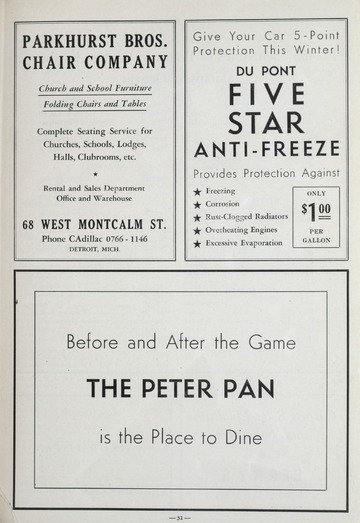 PARKHURST BROS.
CHAIR COMPANY
Church and School Furniture
Folding Chairs and Tables
Complete Seating Service for
Churches, Schools, Lodges,
Halls, Clubrooms, etc.
★
Rental and Sales Department
Office and Warehouse
68 WEST MONTCALM ST.
Phone CAdillac 0766 - 1146
DETROIT, MICH.
Give Your Car 5-Point
Protection This Winter!
DU PONT
FIVE
STAR
ANTI-FREEZE
Provides Protection Against
★ Freezing
★ Corrosion
★ Rust-Clogged Radiators
★ Overheating Engines
★ Excessive Evaporation
ONLY
$1.00
PER
GALLON
Before and After the Game
THE PETER PAN
is the Place to Dine
— 34 —